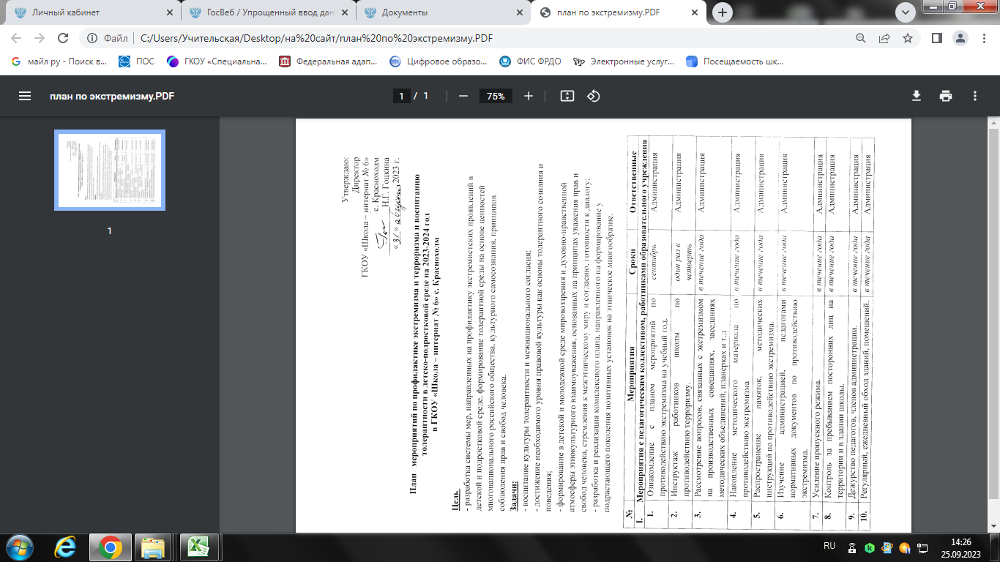 Личный кабинет
ГосВеб / Упрощенный ввод дан
Документы
план по экстремизму.PDF
Файл
C:/Users/Учительская/Desktop/на%20сайт/план%20по%20экстремизму.PDF
майл ру - Поиск в...
ПОС
ГКОУ «Специальна...
Федеральная адап...
Цифровое образо...
ФИС ФРДО
Электронные услуг...
Посещаемость шк...
план по экстремизму.PDF
1 / 1
75%
1
Утверждаю:
Директор
ГКОУ «Школа – интернат № 6»
с. Краснохолм
Н.Г. Гоцкина
«31» августа 2023 г.
План мероприятий по профилактике экстремизма и терроризма и воспитанию
толерантности в детско-подростковой среде на 2023-2024 год
в ГКОУ «Школа – интернат № 6» с. Краснохолм
Цель
- разработка системы мер, направленных на профилактику экстремистских проявлений в
детской и подростковой среде, формирование толерантной среды на основе ценностей
многонационального российского общества, культурного самосознания, принципов
соблюдения прав и свобод человека.
Задачи:
- воспитание культуры толерантности и межнационального согласия;
- достижение необходимого уровня правовой культуры как основы толерантного сознания и
поведения;
- формирование в детской и молодежной среде мировоззрения и духовно-нравственной
атмосферы этнокультурного взаимоуважения, основанных на принципах уважения прав и
свобод человека, стремления к межэтническому миру и согласию, готовности к диалогу;
- разработка и реализация комплексного плана, направленного на формирование у
подрастающего поколения позитивных установок на этническое многообразие.
№ Мероприятия Сроки Ответственные
I. Мероприятия с педагогическим коллективом, работниками образовательного учреждения
1. Ознакомление с планом мероприятий по сентябрь Администрация
противодействию экстремизма на учебный год.
2. Инструктаж работников школы по один раз в Администрация
противодействию терроризму. четверть
3. Рассмотрение вопросов, связанных с экстремизмом в течение года Администрация
на производственных совещаниях, заседаниях
методических объединений, планерках и т.д
4. Накопление методического материала по в течение года Администрация
противодействию экстремизма
5. Распространение памяток, методических в течение года Администрация
инструкций по противодействию экстремизма.
6. Изучение администрацией, педагогами в течение года Администрация
нормативных документов по противодействию
экстремизма.
7. Усиление пропускного режима. в течение года Администрация
8. Контроль за пребыванием посторонних лиц на в течение года Администрация
территории и в здании школы.
9. Дежурство педагогов, членов администрации. в течение года Администрация
10. Регулярный, ежедневный обход зданий, помещений. в течение года Администрация
RU
14:26
25.09.2023